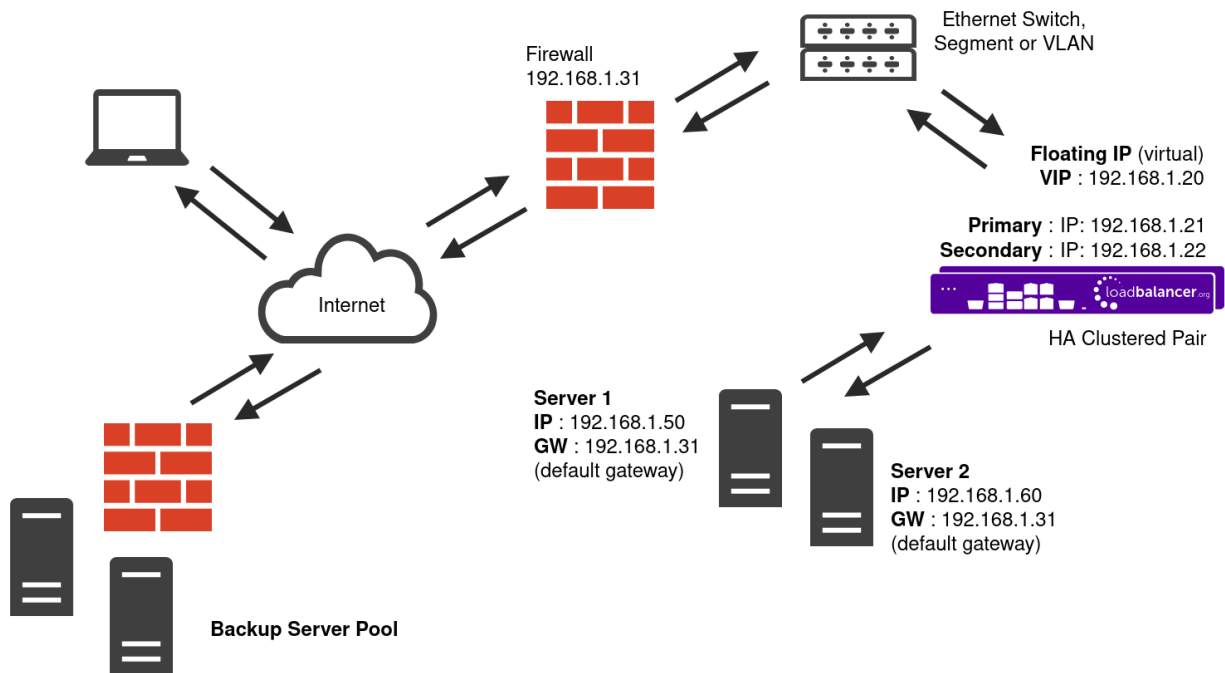 Ethernet Switch,
Segment or VLAN
Firewall
192.168.1.31
Floating IP (virtual)
VIP : 192.168.1.20
Primary : IP: 192.168.1.21
Secondary : IP: 192.168.1.22
loadbalancer.org
HA Clustered Pair
Internet
Server 1
IP : 192.168.1.50
GW : 192.168.1.31
(default gateway)
Server 2
IP : 192.168.1.60
GW : 192.168.1.31
(default gateway)
Backup Server Pool